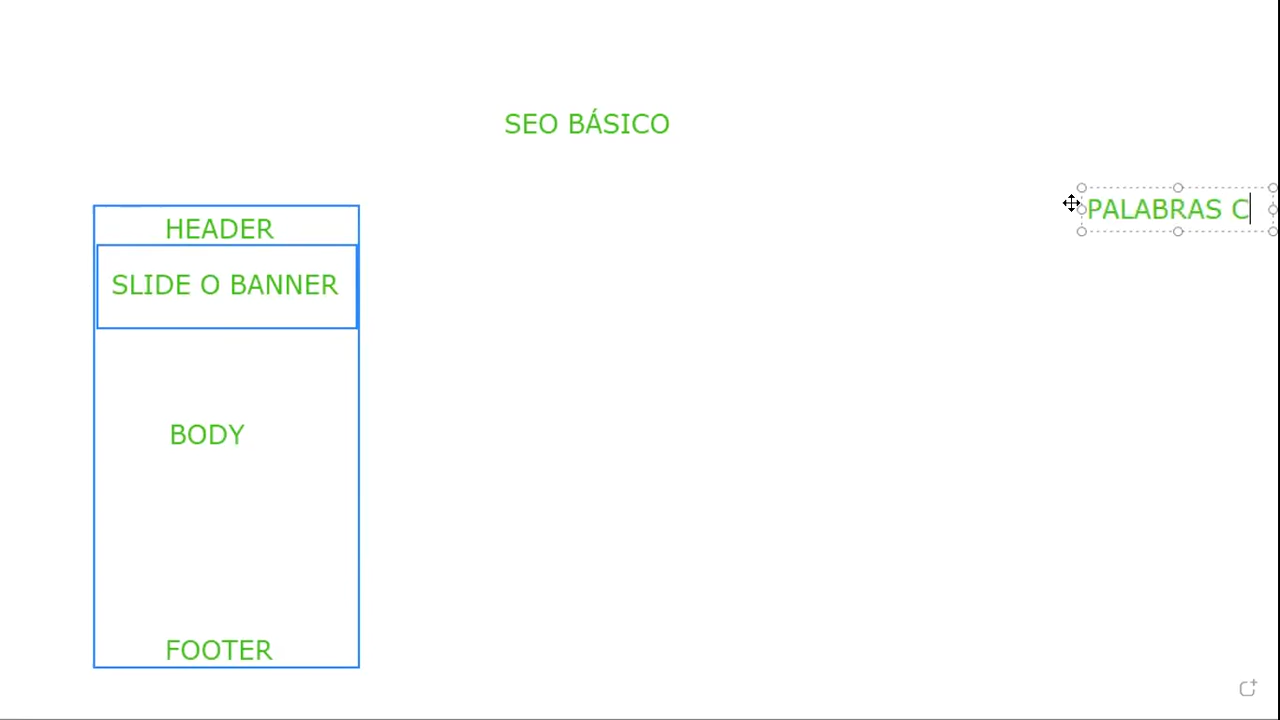 SEO BÁSICO
PALABRAS C
HEADER
SLIDE O BANNER
BODY
FOOTER